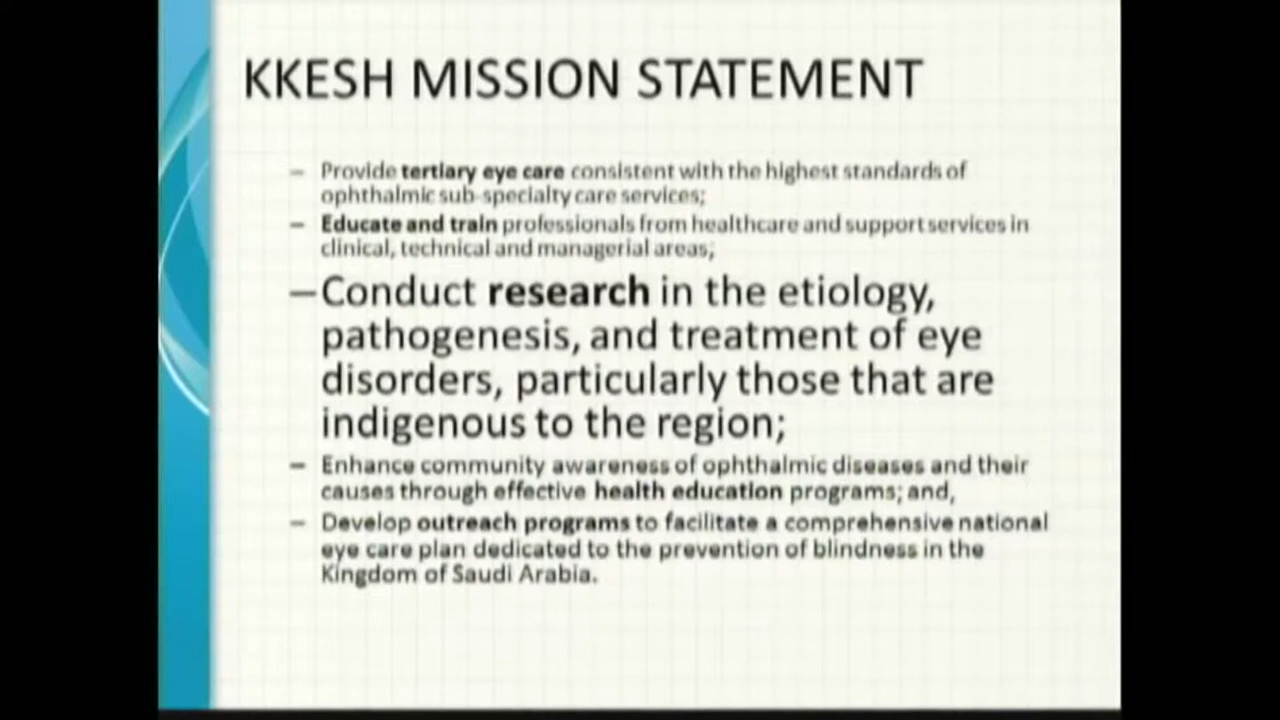 KKESH MISSION STATEMENT
– Provide tertiary eye care consistent with the highest standards of
ophthalmic sub-specialty care services;
– Educate and train professionals from healthcare and support services in
clinical, technical and managerial areas;
– Conduct research in the etiology,
pathogenesis, and treatment of eye
disorders, particularly those that are
indigenous to the region;
– Enhance community awareness of ophthalmic diseases and their
causes through effective health education programs; and,
– Develop outreach programs to facilitate a comprehensive national
eye care plan dedicated to the prevention of blindness in the
Kingdom of Saudi Arabia.